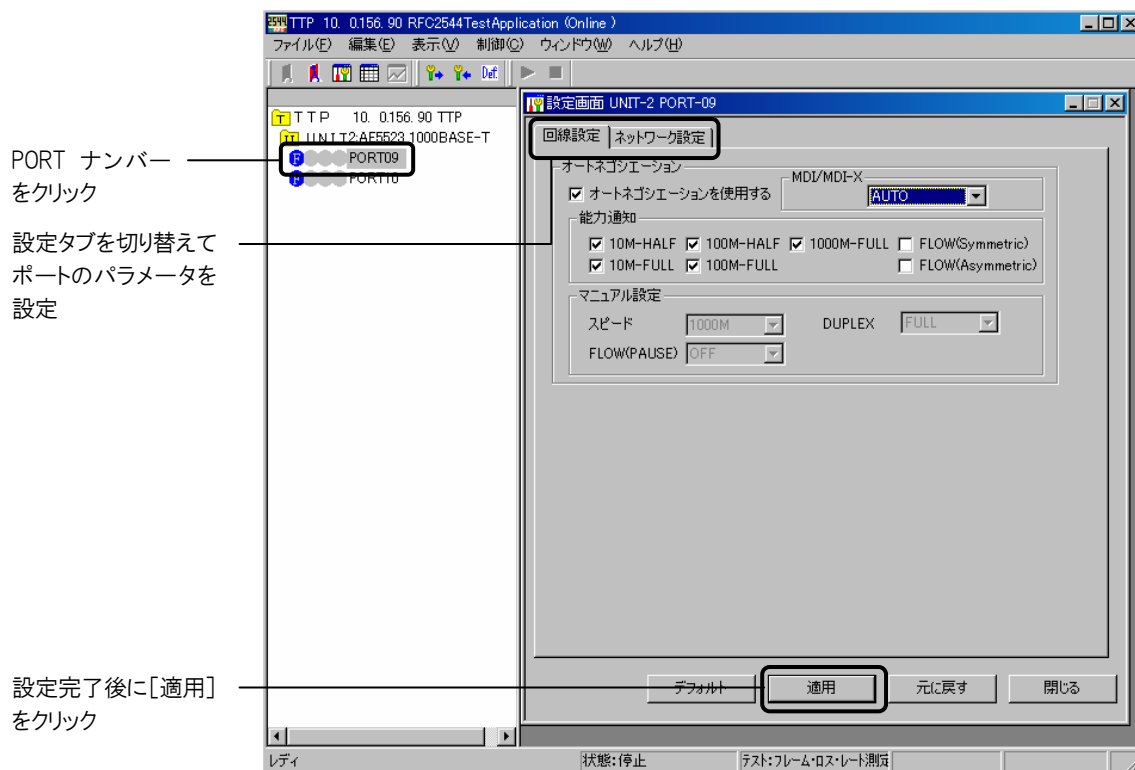 2544 TTP 10. 0.156. 90 RFC2544TestApplication (Online )
ファイル(F) 編集(E) 表示(V) 制御(C) ウィンドウ(W) ヘルプ(H)
Def.
T T T P 10. 0.156. 90 TTP
U N I T2:AE5523 1000BASE-T
PORT09
PORT10
PORT ナンバー
をクリック
設定タブを切り替えて
ポートのパラメータを
設定
設定完了後に[適用]
をクリック
設定画面 UNIT-2 PORT-09
回線設定 ネットワーク設定
オートネゴシエーション
オートネゴシエーションを使用する
MDI/MDI-X
AUTO
能力通知
10M-HALF 100M-HALF 1000M-FULL FLOW(Symmetric)
10M-FULL 100M-FULL FLOW(Asymmetric)
マニュアル設定
スピード 1000M DUPLEX FULL
FLOW(PAUSE) OFF
デフォルト 適用 元に戻す 閉じる
レディ 状態:停止 テスト:フレーム・ロス・レート測定